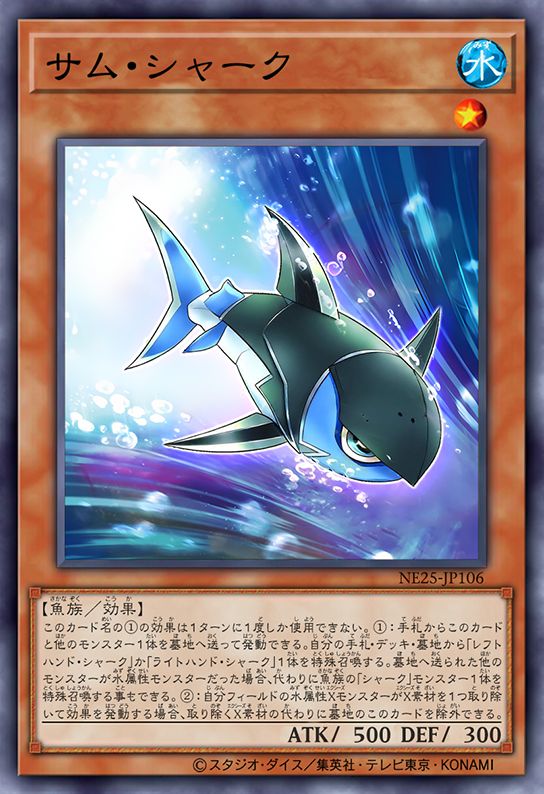 サム・シャーク
水
NE25-JP106
【魚族／効果】
このカード名の①の効果は1ターンに1度しか使用できない。①：手札からこのカード
と他のモンスター1体を墓地へ送って発動できる。自分の手札・デッキ・墓地から「レフト
ハンド・シャーク」か「ライトハンド・シャーク」1体を特殊召喚する。墓地へ送られた他の
モンスターが水属性モンスターだった場合、代わりに魚族の「シャーク」モンスター1体を
特殊召喚する事もできる。②：自分フィールドの水属性XモンスターがX素材を1つ取り除
いて効果を発動する場合、取り除くX素材の代わりに墓地のこのカードを除外できる。
ATK/ 500 DEF/ 300
©スタジオ・ダイス／集英社・テレビ東京・KONAMI